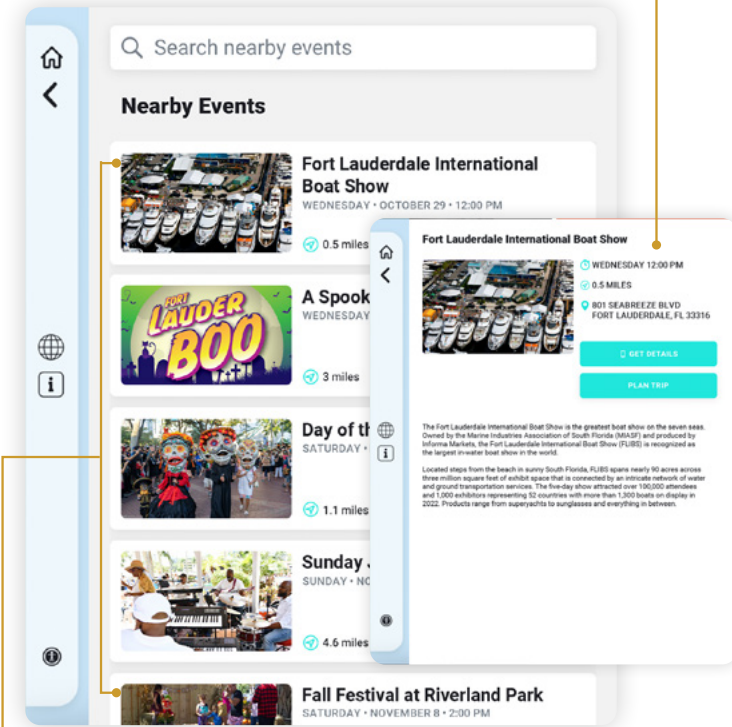 Search nearby events
Nearby Events
Fort Lauderdale International
Boat Show
WEDNESDAY • OCTOBER 29 • 12:00 PM
0.5 miles
FORT
LAUDER
BOO
A Spook
WEDNESDAY
3 miles
Day of th
SATURDAY •
1.1 miles
Sunday J
SUNDAY • NO
4.6 miles
Fall Festival at Riverland Park
SATURDAY • NOVEMBER 8 • 2:00 PM
Fort Lauderdale International Boat Show
WEDNESDAY 12:00 PM
0.5 MILES
801 SEABREEZE BLVD
FORT LAUDERDALE, FL 33316
GET DETAILS
PLAN TRIP
The Fort Lauderdale International Boat Show is the greatest boat show on the seven seas.
Owned by the Marine Industries Association of South Florida (MIASF) and produced by
Informa Markets, the Fort Lauderdale International Boat Show (FLIBS) is recognized as
the largest in-water boat show in the world.
Located steps from the beach in sunny South Florida, FLIBS spans nearly 90 acres across
three million square feet of exhibit space that is connected by an intricate network of water
and ground transportation services. The five-day show attracted over 100,000 attendees
and 1,000 exhibitors representing 52 countries with more than 1,300 boats on display in
2022. Products range from superyachts to sunglasses and everything in between.